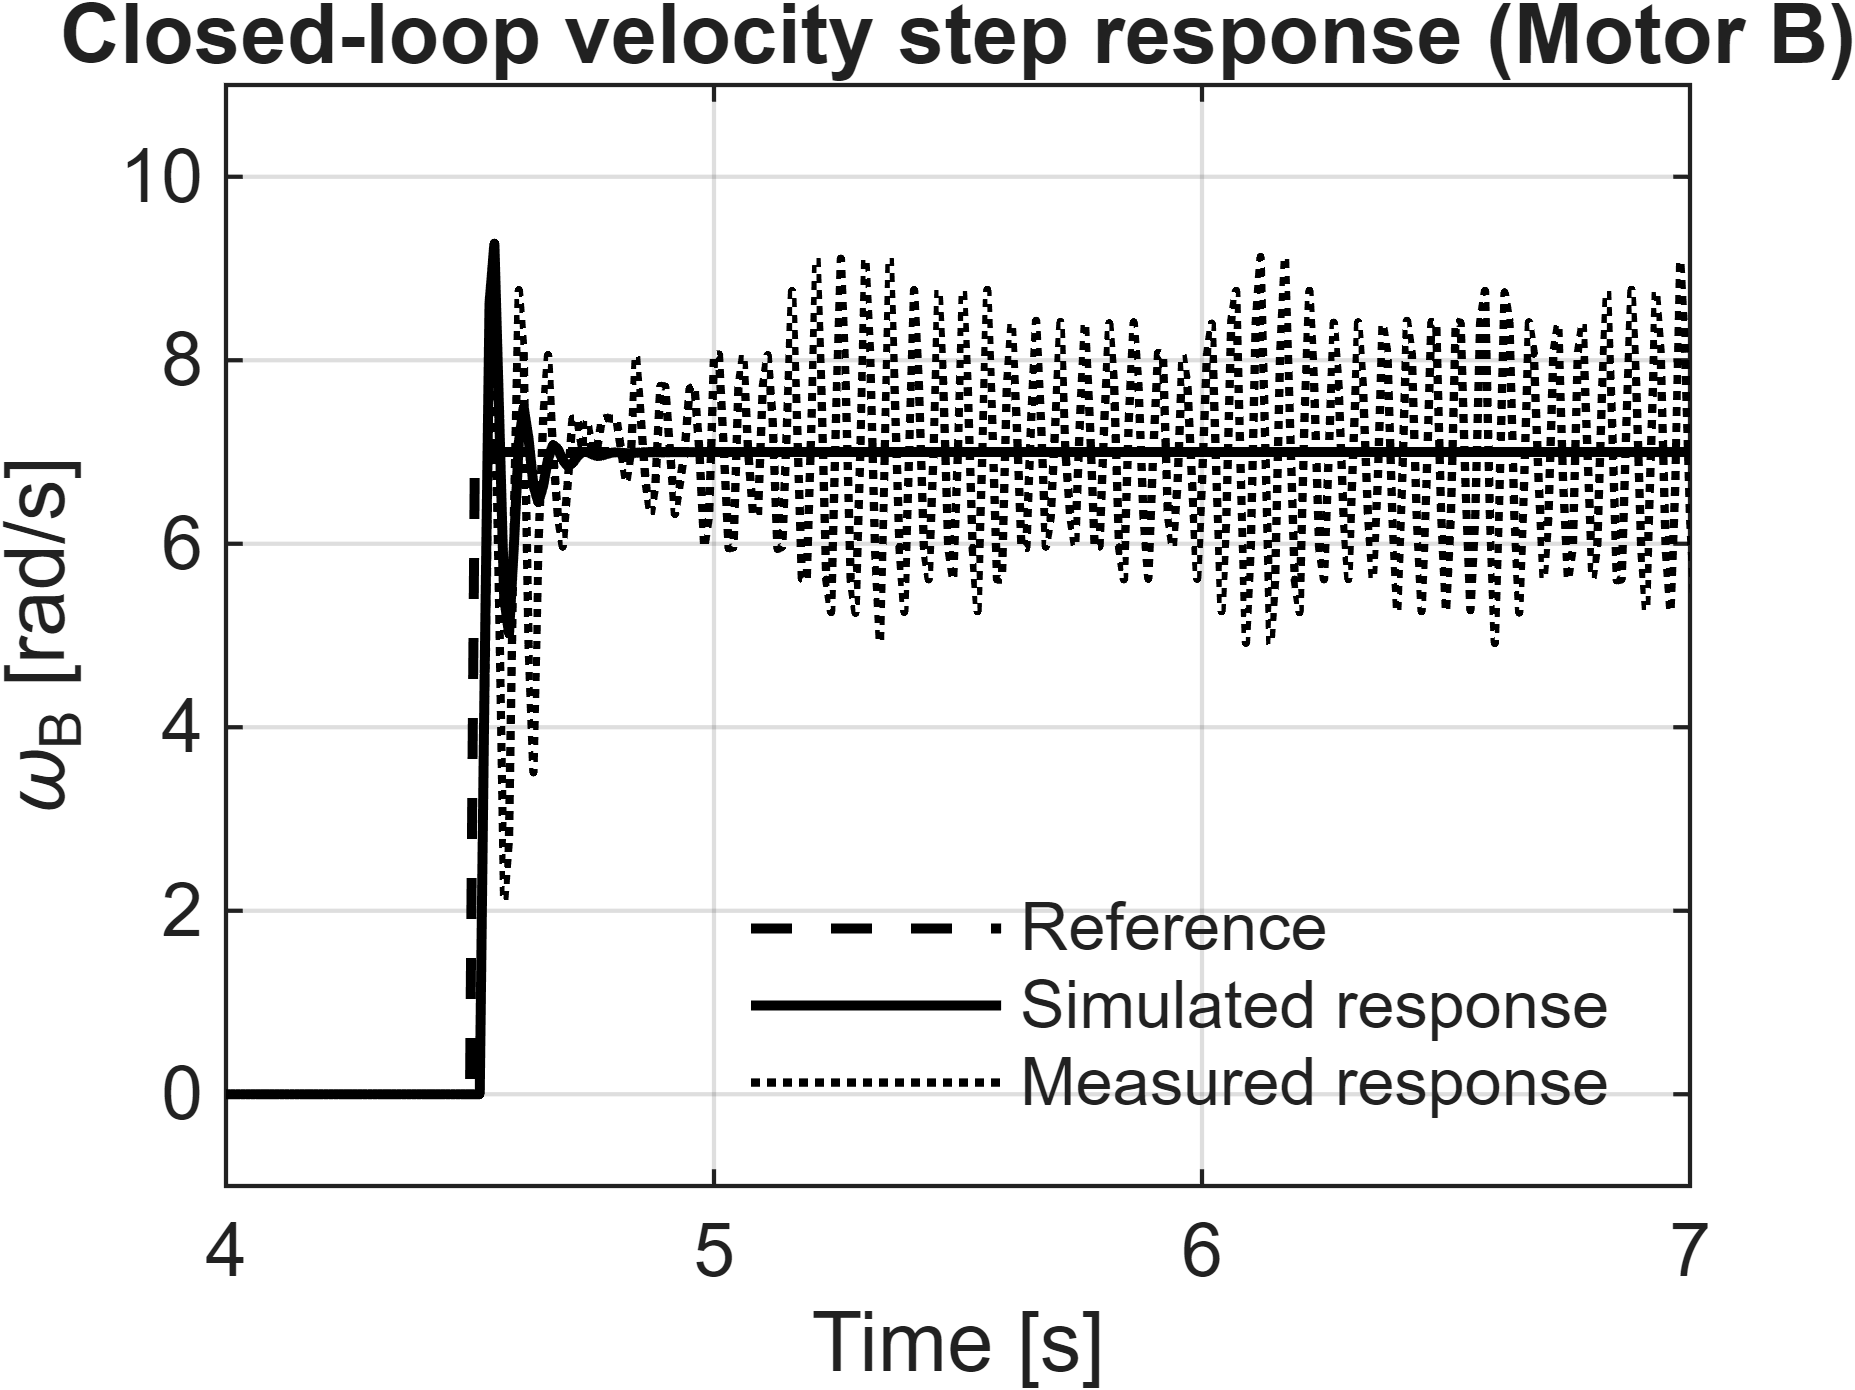 Closed-loop velocity step response (Motor B)
10
8
6
4
2
0
ωB [rad/s]
Reference
Simulated response
Measured response
4 5 6 7
Time [s]